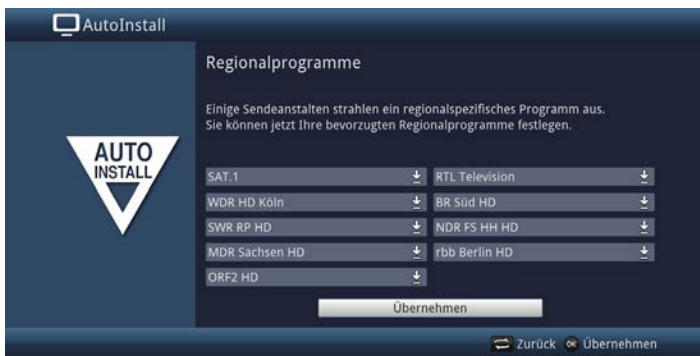 AutoInstall
AUTO
INSTALL
Regionalprogramme
Einige Sendeanstalten strahlen ein regionalspezifisches Programm aus.
Sie können jetzt Ihre bevorzugten Regionalprogramme festlegen.
SAT.1
RTL Television
WDR HD Köln
BR Süd HD
SWR RP HD
NDR FS HH HD
MDR Sachsen HD
rbb Berlin HD
ORF2 HD
Übernehmen
Zurück OK Übernehmen